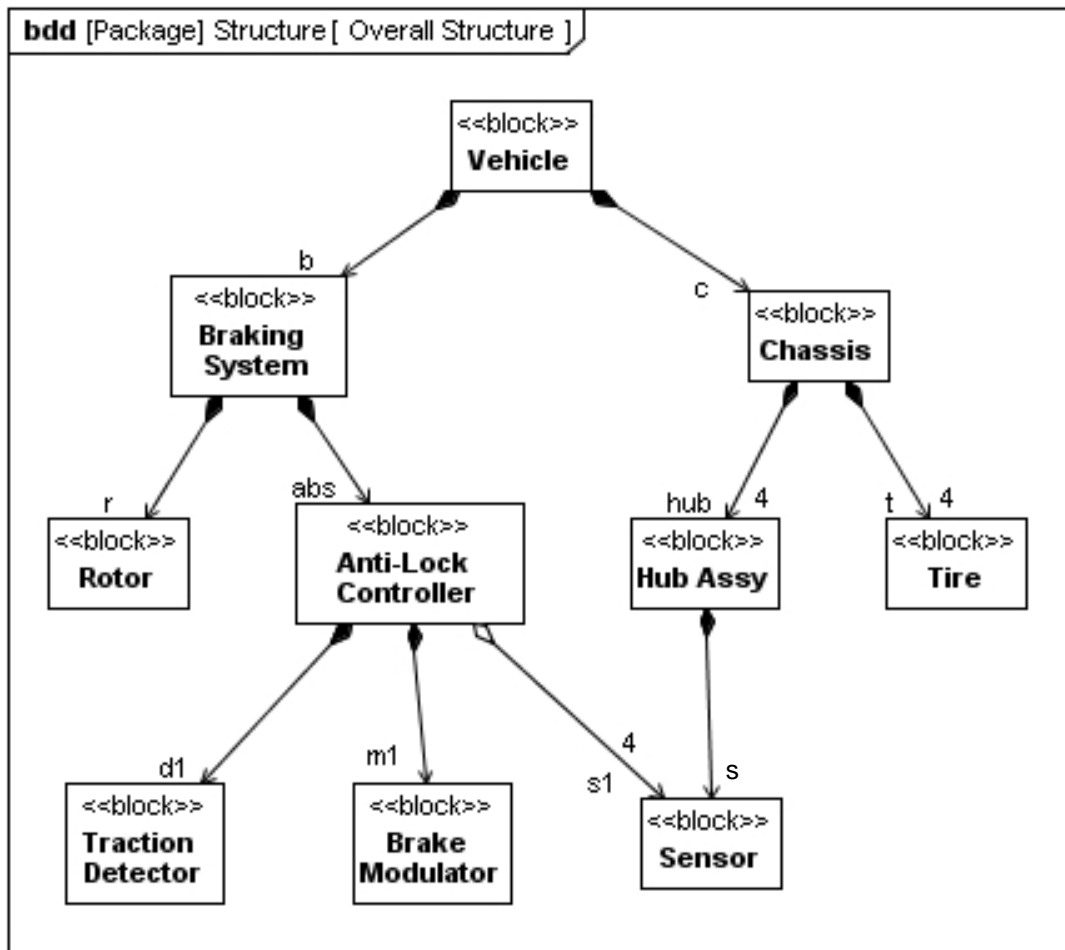 bdd [Package] Structure [ Overall Structure ]
<<block>>
Vehicle
b
c
<<block>>
Braking
System
<<block>>
Chassis
r
abs
hub
4
t
4
<<block>>
Rotor
<<block>>
Anti-Lock
Controller
<<block>>
Hub Assy
<<block>>
Tire
d1
m1
4
s1
s
<<block>>
Traction
Detector
<<block>>
Brake
Modulator
<<block>>
Sensor